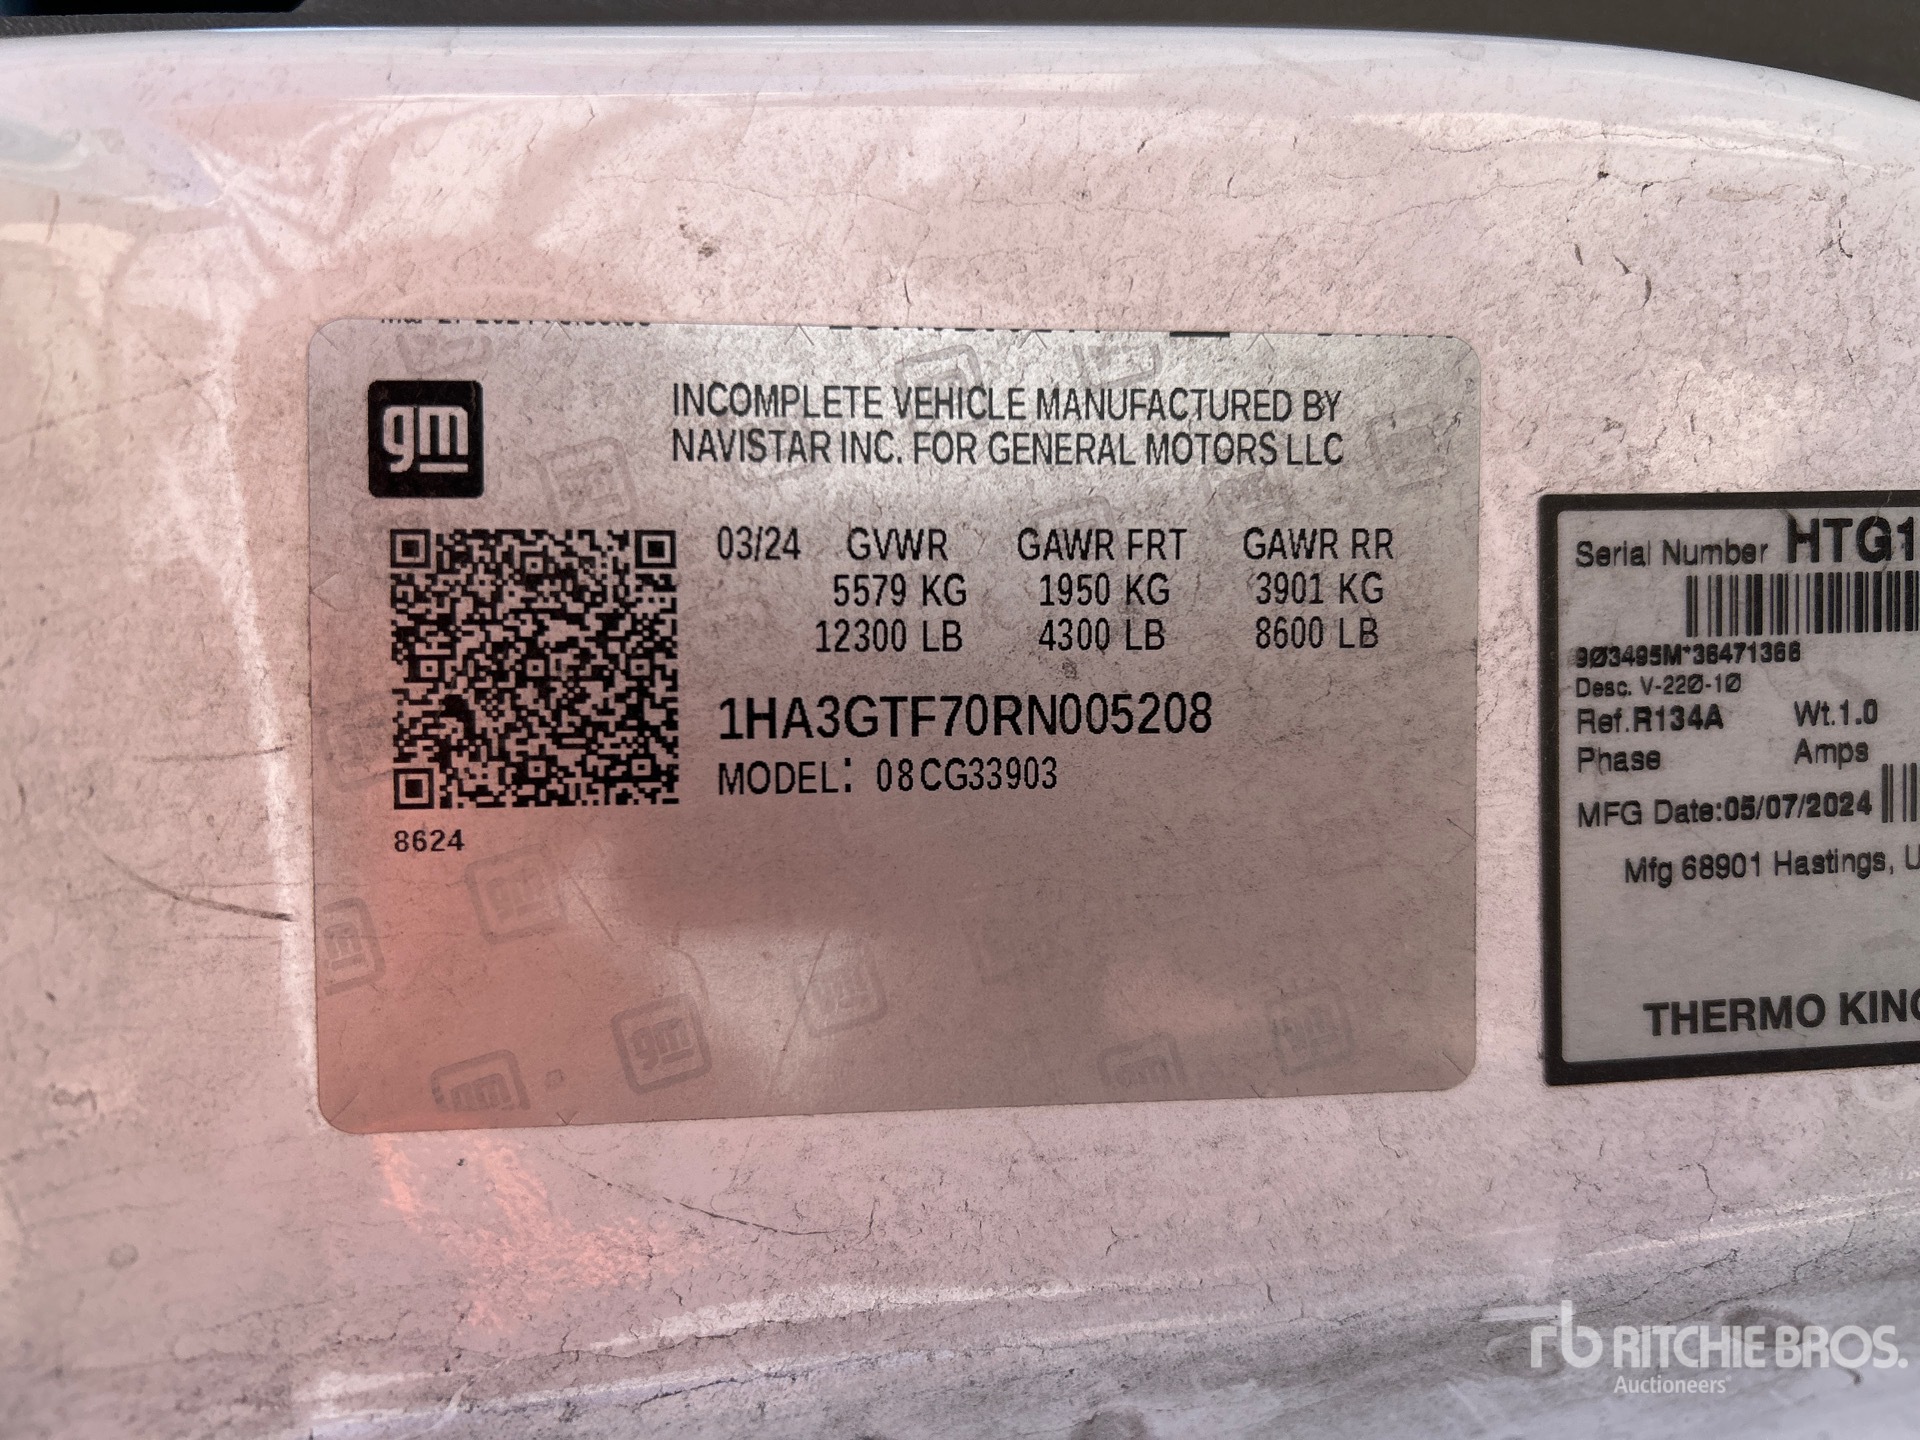 gm
INCOMPLETE VEHICLE MANUFACTURED BY
NAVISTAR INC. FOR GENERAL MOTORS LLC
03/24 GVWR GAWR FRT GAWR RR
5579 KG 1950 KG 3901 KG
12300 LB 4300 LB 8600 LB
1HA3GTF70RN005208
MODEL: 08CG33903
8624
Serial Number HTG1
9Ø3495M*36471366
Desc. V-22Ø-1Ø
Ref.R134A Wt.1.0
Phase Amps
MFG Date:05/07/2024
Mfg 68901 Hastings, U
THERMO KING
rb RITCHIE BROS.
Auctioneers